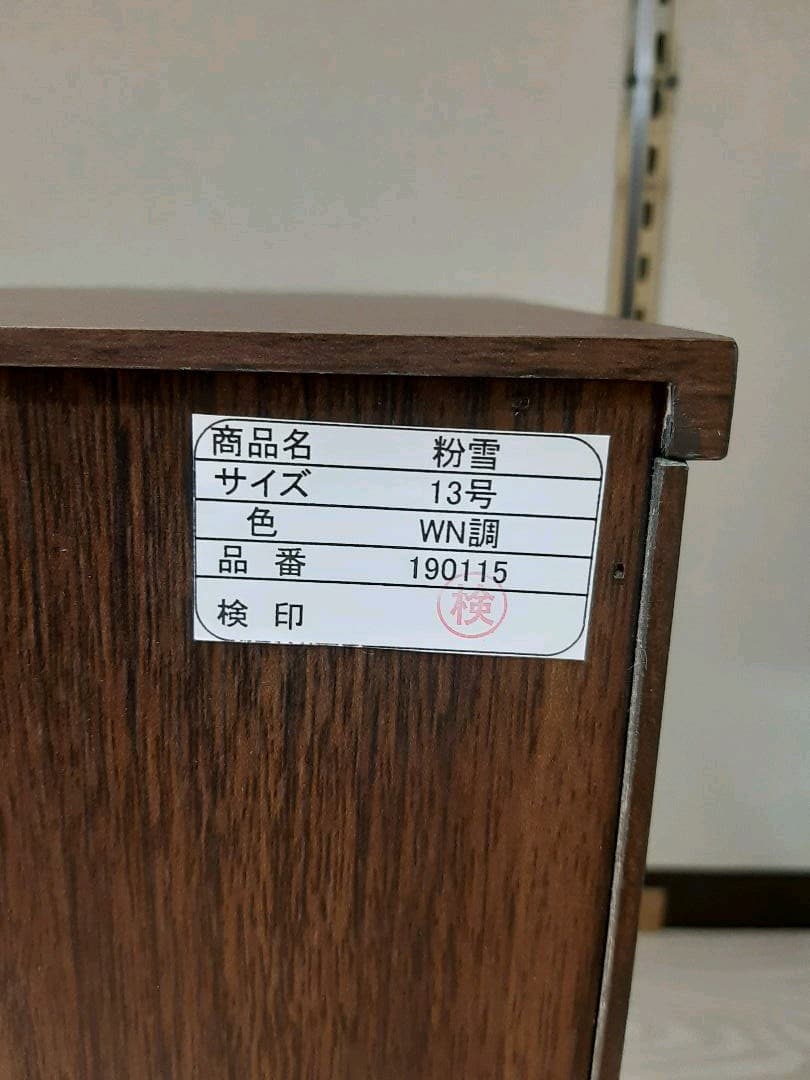 商品名 粉雪
サイズ 13号
色 WN調
品番 190115
検印 検